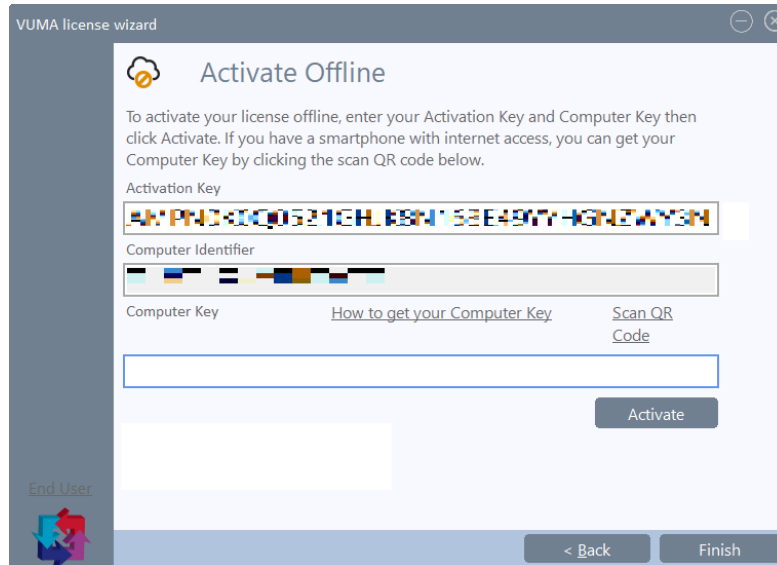 VUMA license wizard
Activate Offline
To activate your license offline, enter your Activation Key and Computer Key then
click Activate. If you have a smartphone with internet access, you can get your
Computer Key by clicking the scan QR code below.
Activation Key
Computer Identifier
Computer Key How to get your Computer Key Scan QR
Code
Activate
End User
< Back Finish